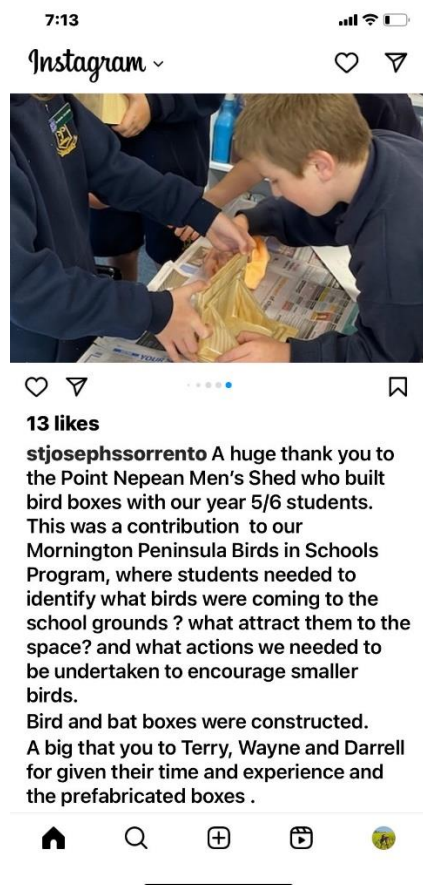 7:13
Instagram
YOUR
13 likes
stjosephssorrento A huge thank you to
the Point Nepean Men's Shed who built
bird boxes with our year 5/6 students.
This was a contribution  to our
Mornington Peninsula Birds in Schools
Program, where students needed to
identify what birds were coming to the
school grounds ? what attract them to the
space? and what actions we needed to
be undertaken to encourage smaller
birds.
Bird and bat boxes were constructed.
A big that you to Terry, Wayne and Darrell
for given their time and experience and
the prefabricated boxes .